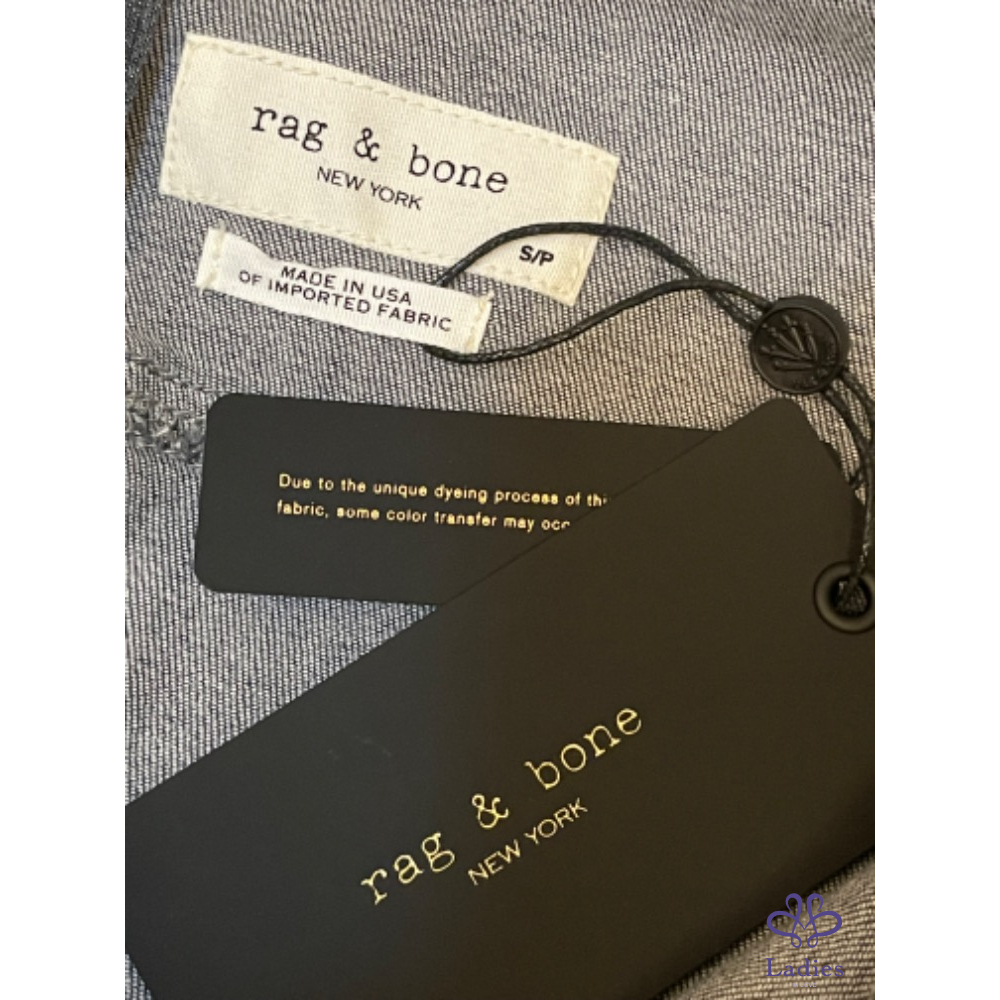 rag & bone
NEW YORK
S/P
MADE IN USA
OF IMPORTED FABRIC
Due to the unique dyeing process of thi
fabric, some color transfer may occ
rag & bone
NEW YORK
Ladies